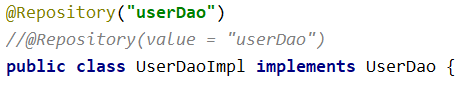 @Repository("userDao")
//@Repository(value = "userDao")
public class UserDaoImpl implements UserDao {